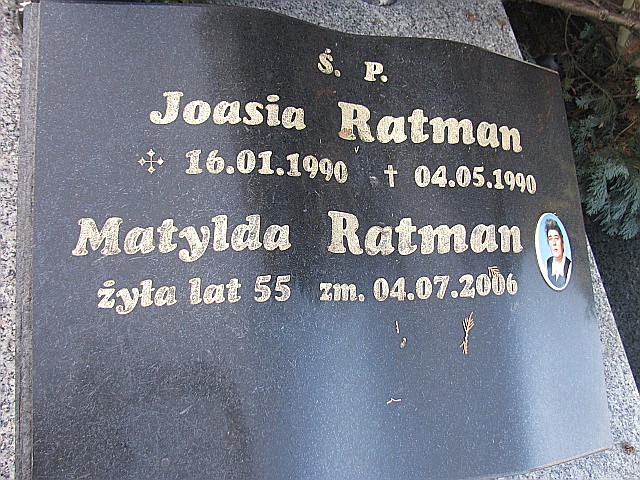 Ś. P.
Joasia Ratman
16.01.1990 † 04.05.1990
Matylda Ratman
żyła lat 55 zm. 04.07.2006